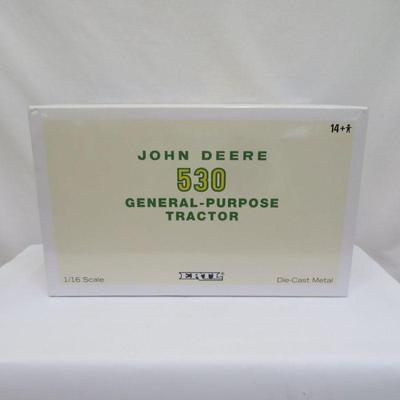 14+
JOHN DEERE
530
GENERAL-PURPOSE
TRACTOR
1/16 Scale
ERTL
Die-Cast Metal